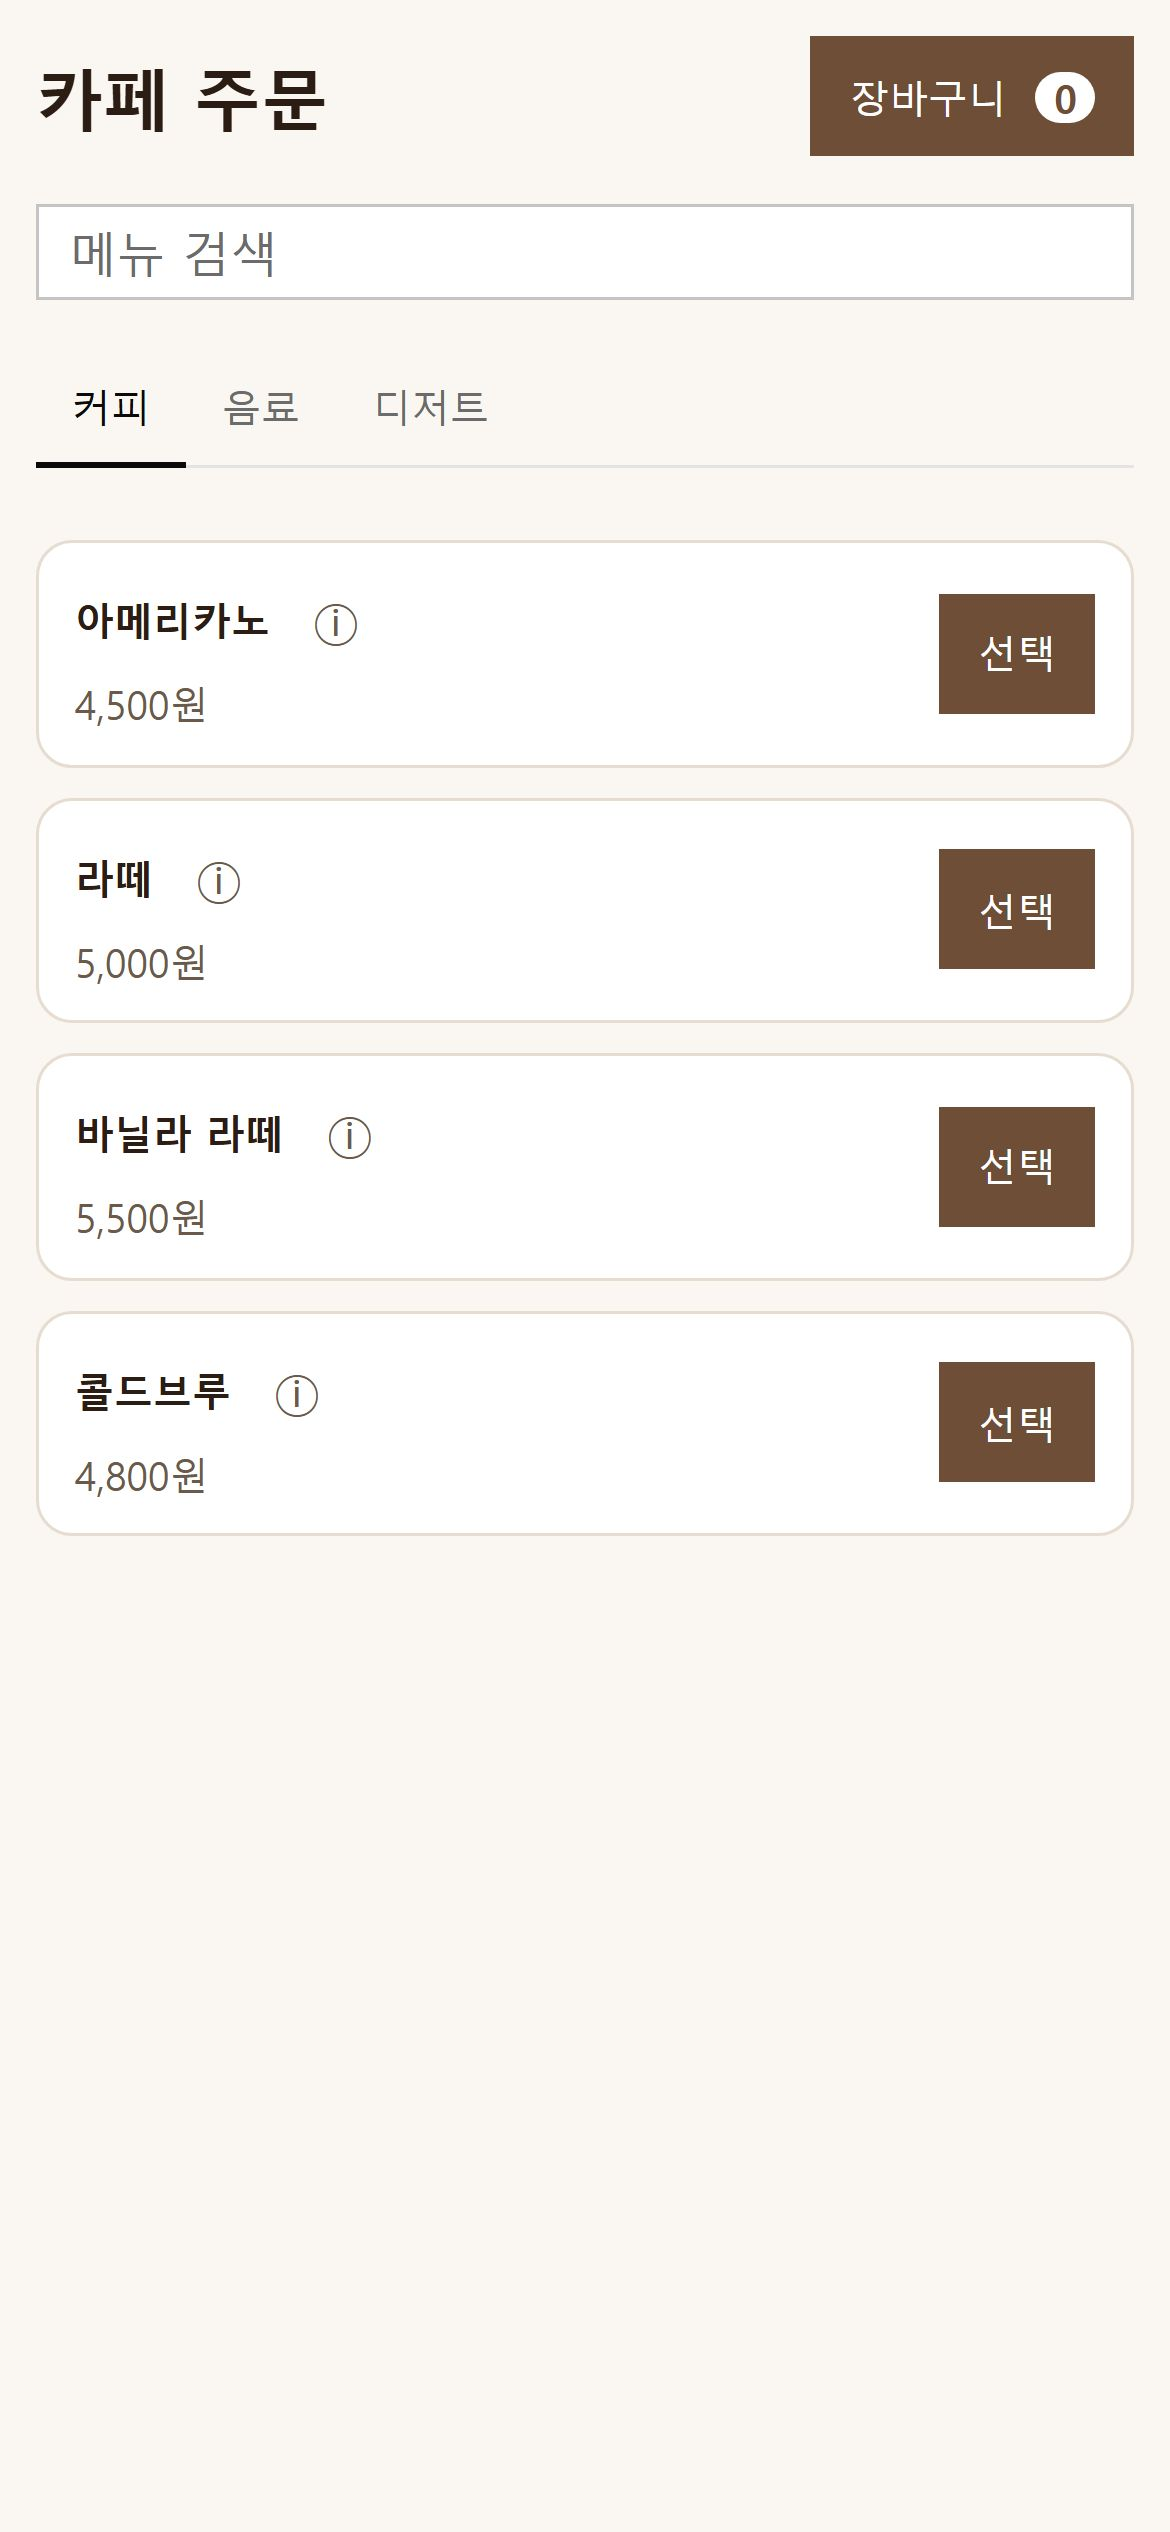 카페 주문
장바구니 0
메뉴 검색
커피 음료 디저트
아메리카노 ⓘ
4,500원
선택
라떼 ⓘ
5,000원
선택
바닐라 라떼 ⓘ
5,500원
선택
콜드브루 ⓘ
4,800원
선택